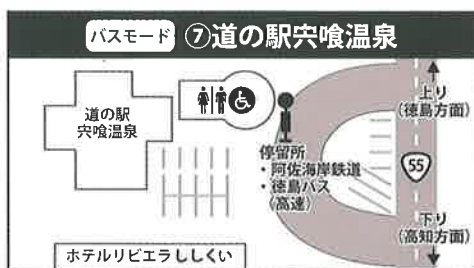 バスモード ⑦道の駅宍喰温泉
道の駅
宍喰温泉
停留所
・阿佐海岸鉄道
・徳島バス
（高速）
上り
（徳島方面）
55
下り
（高知方面）
ホテルリビエラししくい